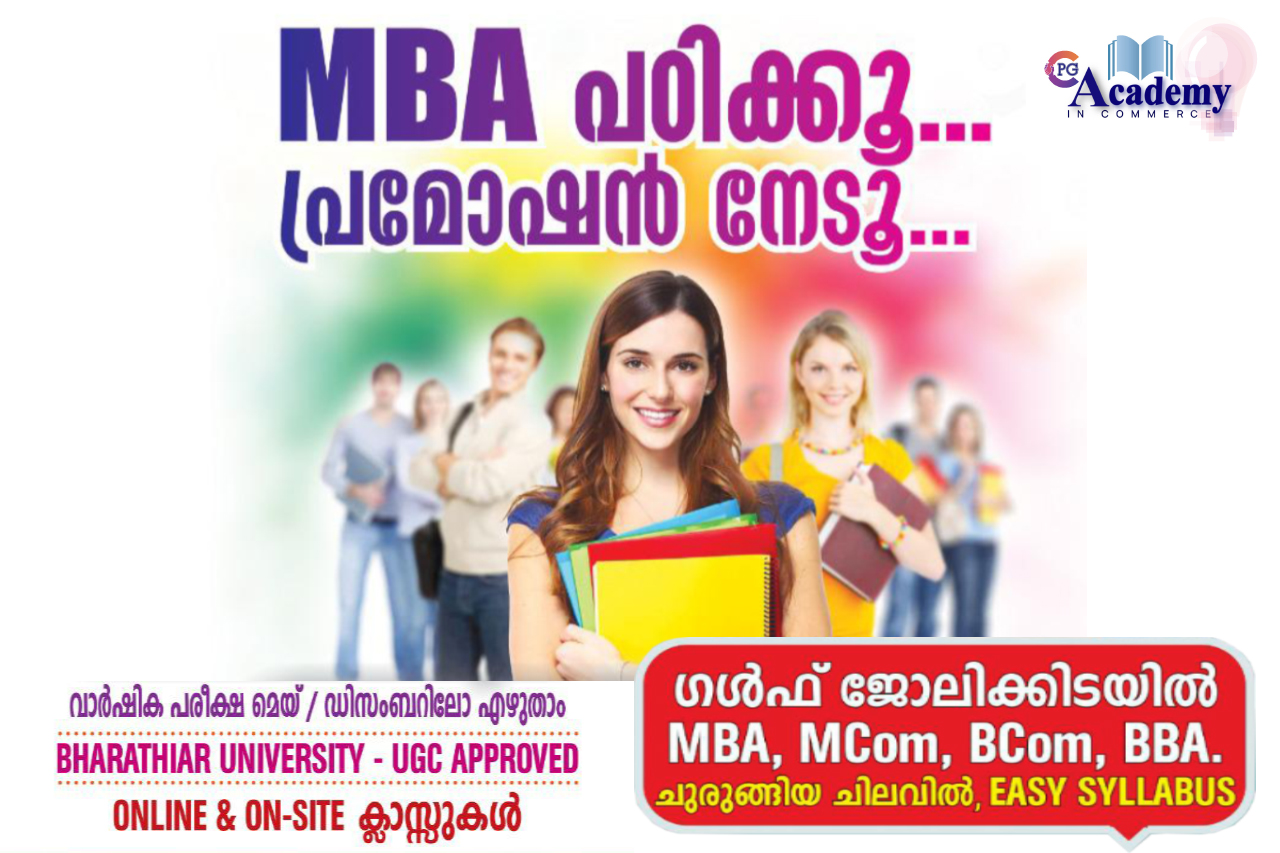 MBA പഠിക്കൂ...
പ്രമോഷൻ നേടൂ...
PG
Academy
IN COMMERCE
വാർഷിക പരീക്ഷ മെയ് / ഡിസംബറിലോ എഴുതാം
BHARATHIAR UNIVERSITY - UGC APPROVED
ONLINE & ON-SITE ക്ലാസ്സുകൾ
ഗൾഫ് ജോലിക്കിടയിൽ
MBA, MCom, BCom, BBA.
ചുരുങ്ങിയ ചിലവിൽ, EASY SYLLABUS